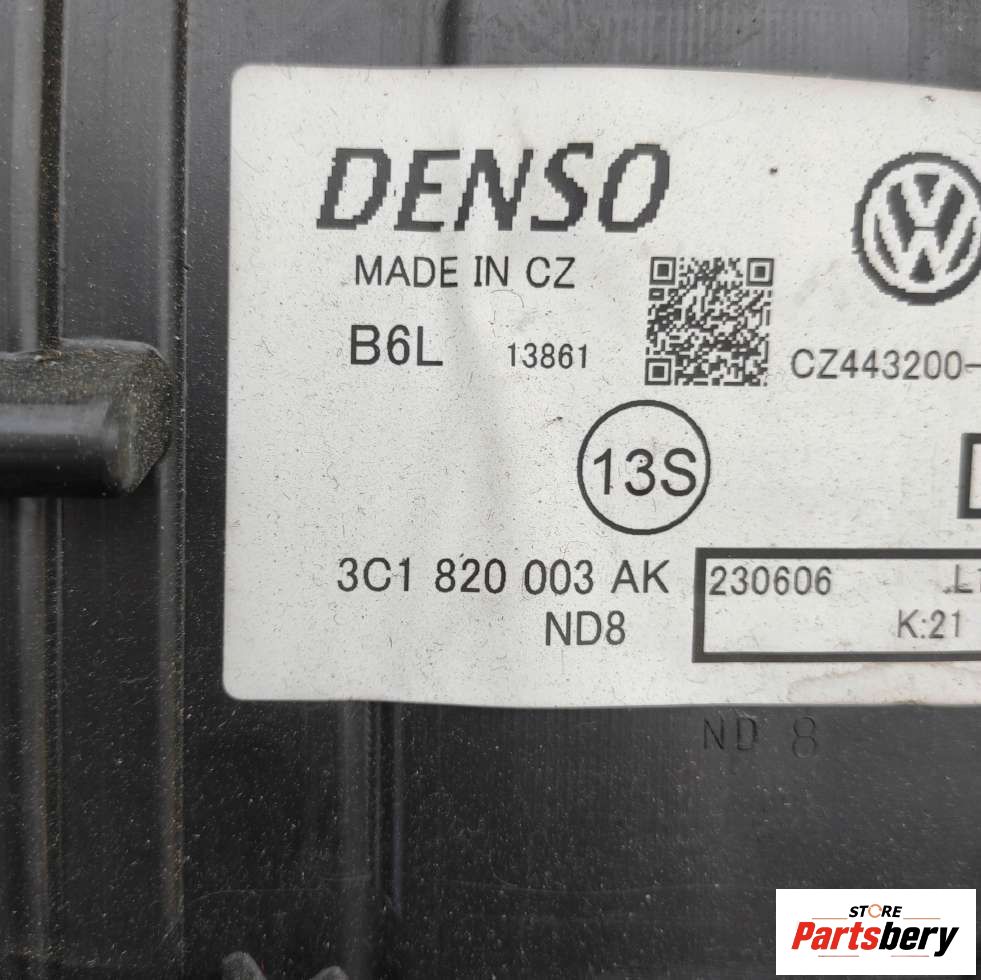 DENSO
MADE IN CZ
B6L 13861
CZ443200-
13S
3C1 820 003 AK
ND8
230606 .L1
K:21
ND 8
STORE
Partsbery